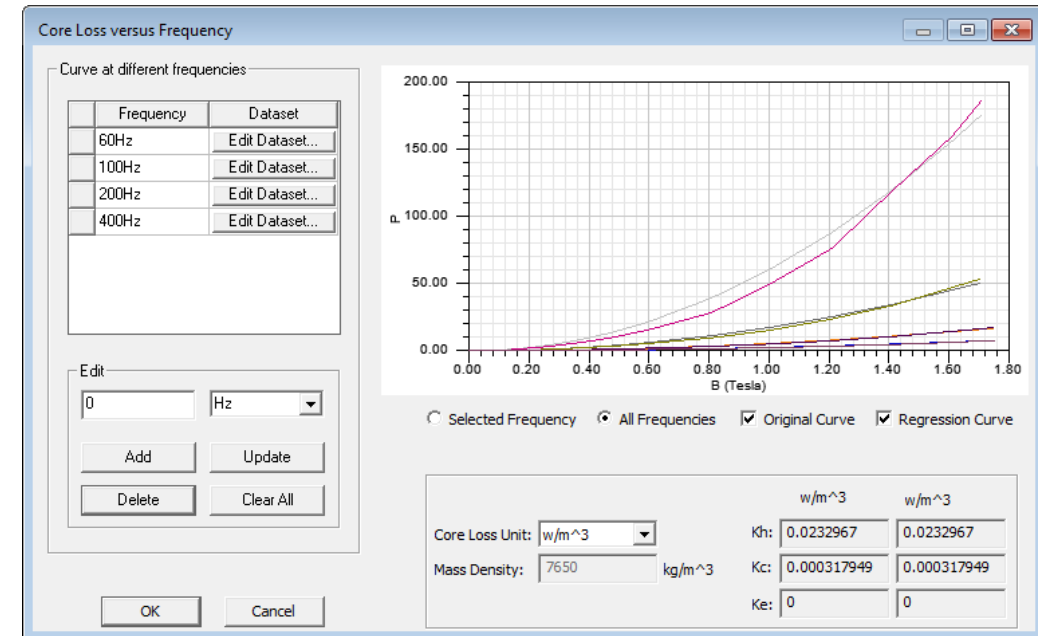 Core Loss versus Frequency
Curve at different frequencies
Frequency Dataset
60Hz Edit Dataset...
100Hz Edit Dataset...
200Hz Edit Dataset...
400Hz Edit Dataset...
Edit
0 Hz
Add Update
Delete Clear All
OK Cancel
200.00
150.00
P 100.00
50.00
0.00
0.00 0.20 0.40 0.60 0.80 1.00 1.20 1.40 1.60 1.80
B (Tesla)
Selected Frequency All Frequencies Original Curve Regression Curve
w/m^3 w/m^3
Core Loss Unit: w/m^3 Kh: 0.0232967 0.0232967
Mass Density: 7650 kg/m^3 Kc: 0.000317949 0.000317949
Ke: 0 0